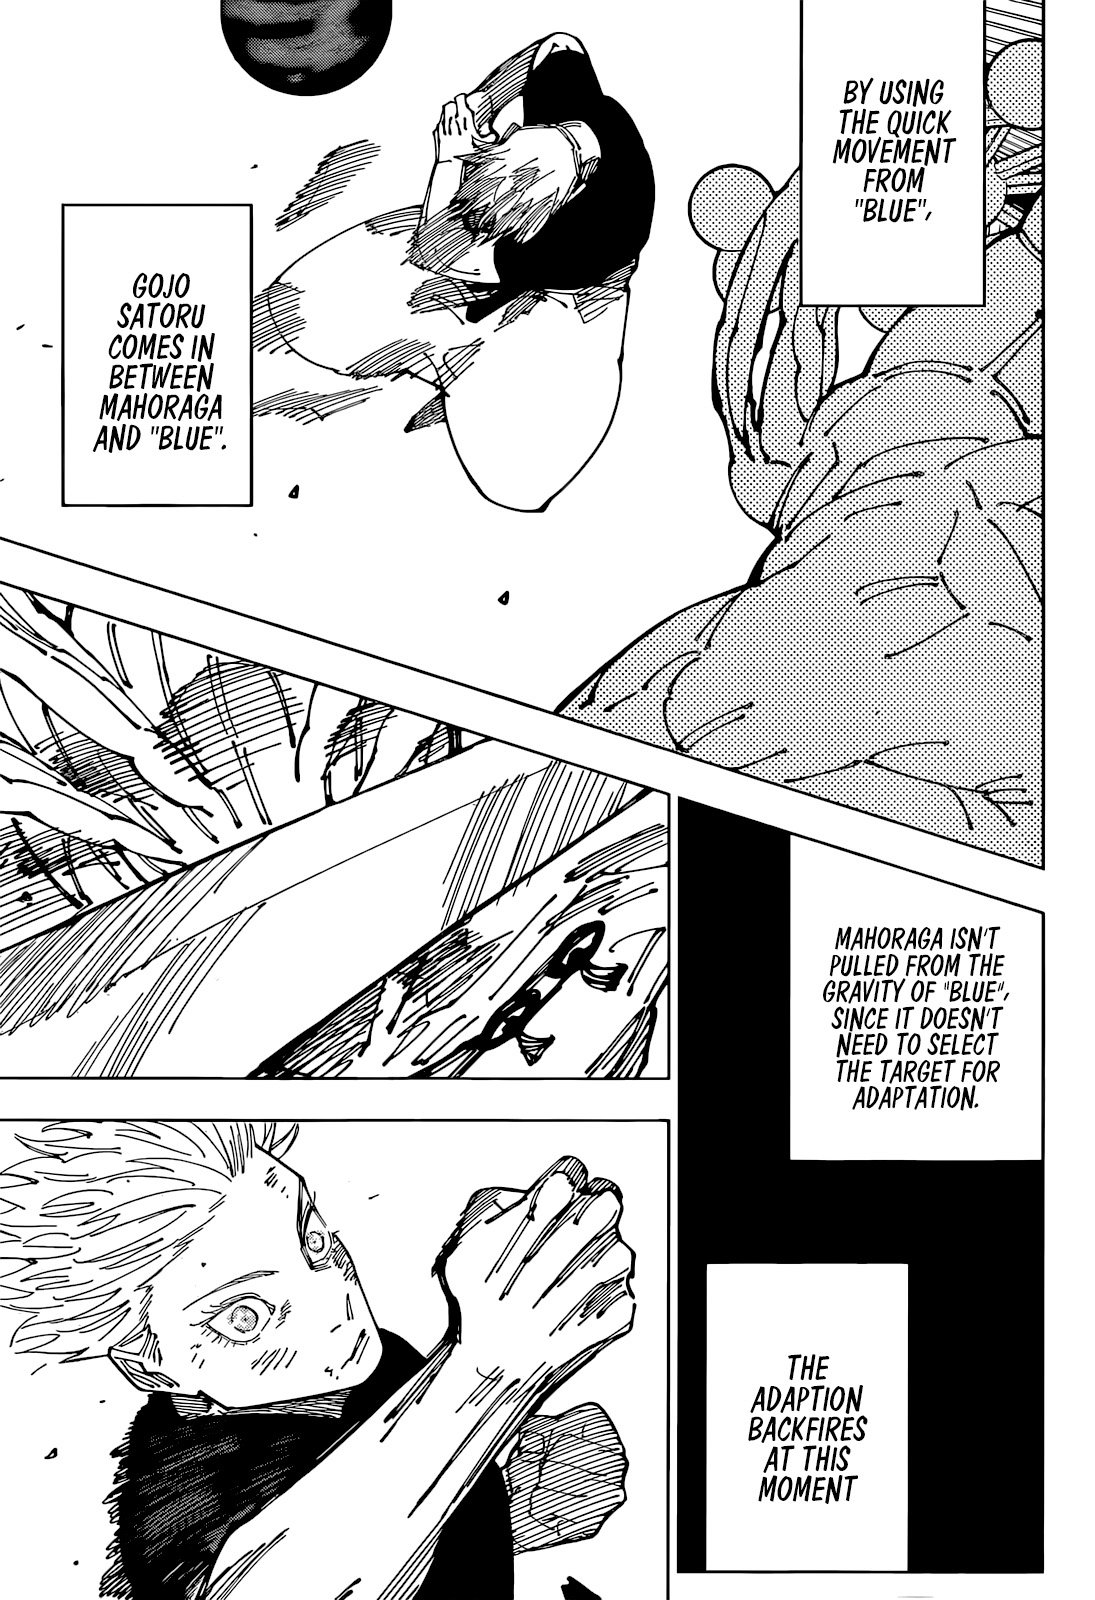 BY USING
THE QUICK
MOVEMENT
FROM
"BLUE",
GOJO
SATORU
COMES IN
BETWEEN
MAHORAGA
AND "BLUE".
MAHORAGA ISN'T
PULLED FROM THE
GRAVITY OF "BLUE",
SINCE IT DOESN'T
NEED TO SELECT
THE TARGET FOR
ADAPTATION.
THE
ADAPTION
BACKFIRES
AT THIS
MOMENT